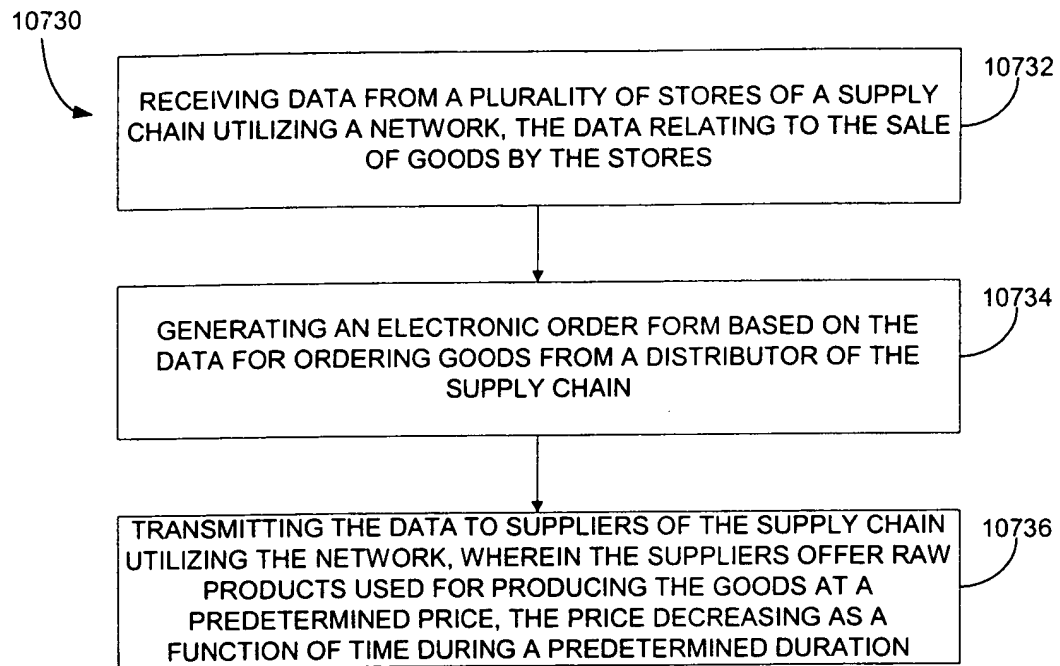 10730
10732
RECEIVING DATA FROM A PLURALITY OF STORES OF A SUPPLY
CHAIN UTILIZING A NETWORK, THE DATA RELATING TO THE SALE
OF GOODS BY THE STORES
10734
GENERATING AN ELECTRONIC ORDER FORM BASED ON THE
DATA FOR ORDERING GOODS FROM A DISTRIBUTOR OF THE
SUPPLY CHAIN
10736
TRANSMITTING THE DATA TO SUPPLIERS OF THE SUPPLY CHAIN
UTILIZING THE NETWORK, WHEREIN THE SUPPLIERS OFFER RAW
PRODUCTS USED FOR PRODUCING THE GOODS AT A
PREDETERMINED PRICE, THE PRICE DECREASING AS A
FUNCTION OF TIME DURING A PREDETERMINED DURATION